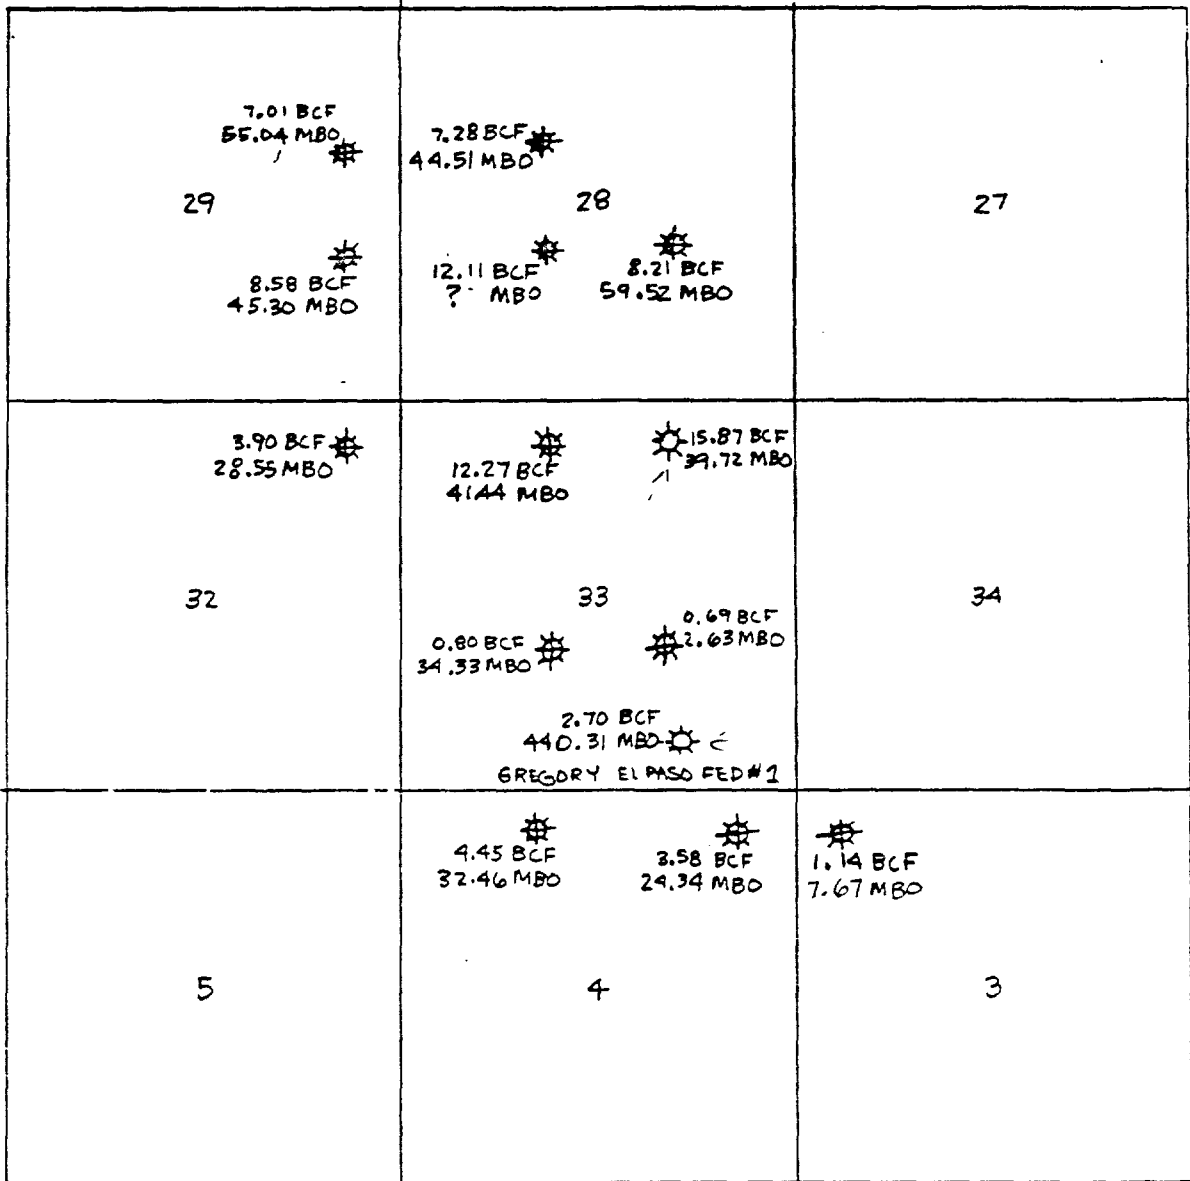 7.01 BCF
55.04 MBO
7.28 BCF
44.51 MBO
29
28
27
8.58 BCF
45.30 MBO
12.11 BCF
? MBO
8.21 BCF
59.52 MBO
3.90 BCF
28.55 MBO
12.27 BCF
41.44 MBO
15.87 BCF
39.72 MBO
32
33
34
0.80 BCF
34.33 MBO
0.69 BCF
2.63 MBO
2.70 BCF
440.31 MBO
GREGORY EL PASO FED #1
4.45 BCF
32.46 MBO
3.58 BCF
24.34 MBO
1.14 BCF
7.67 MBO
5
4
3